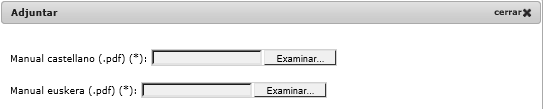 Adjuntar cerrar✖
Manual castellano (.pdf) (*): Examinar...
Manual euskera (.pdf) (*): Examinar...